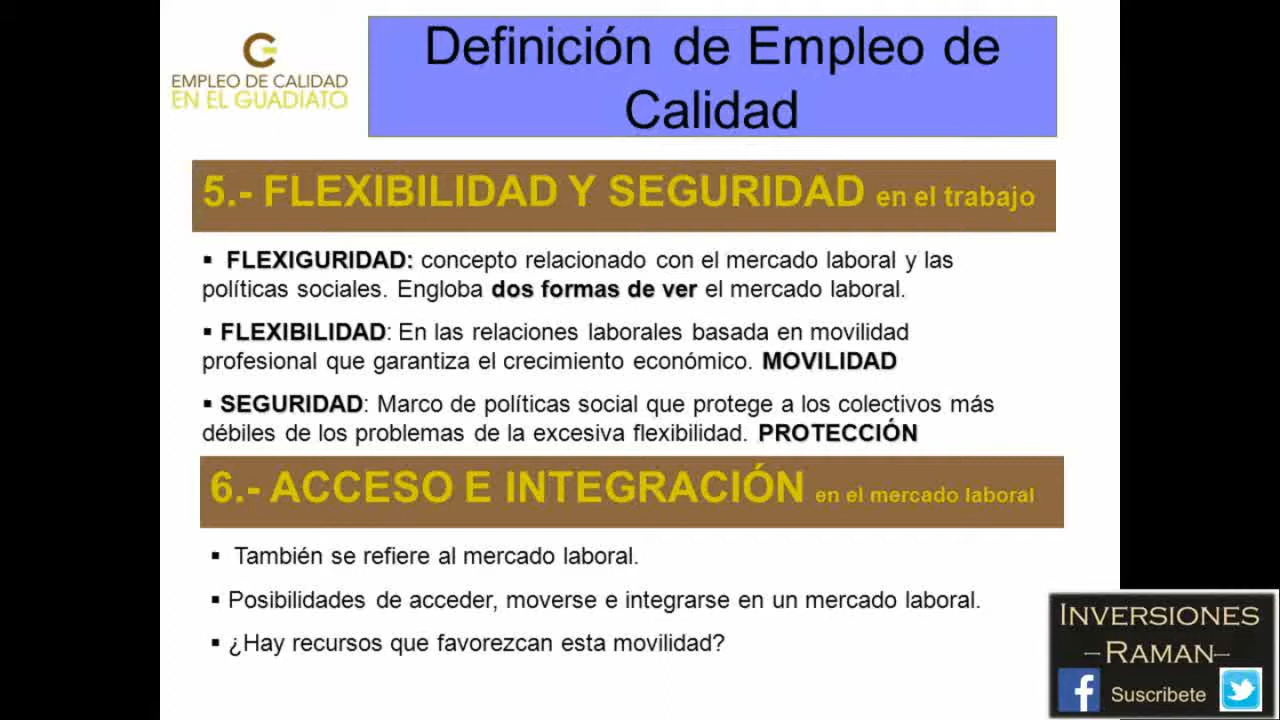 EMPLEO DE CALIDAD
EN EL GUADIATO
Definición de Empleo de
Calidad
5.- FLEXIBILIDAD Y SEGURIDAD en el trabajo
▪ FLEXIGURIDAD: concepto relacionado con el mercado laboral y las
políticas sociales. Engloba dos formas de ver el mercado laboral.
▪ FLEXIBILIDAD: En las relaciones laborales basada en movilidad
profesional que garantiza el crecimiento económico. MOVILIDAD
▪ SEGURIDAD: Marco de políticas social que protege a los colectivos más
débiles de los problemas de la excesiva flexibilidad. PROTECCIÓN
6.- ACCESO E INTEGRACIÓN en el mercado laboral
▪ También se refiere al mercado laboral.
▪ Posibilidades de acceder, moverse e integrarse en un mercado laboral.
▪ ¿Hay recursos que favorezcan esta movilidad?
INVERSIONES
–RAMAN–
Suscribete